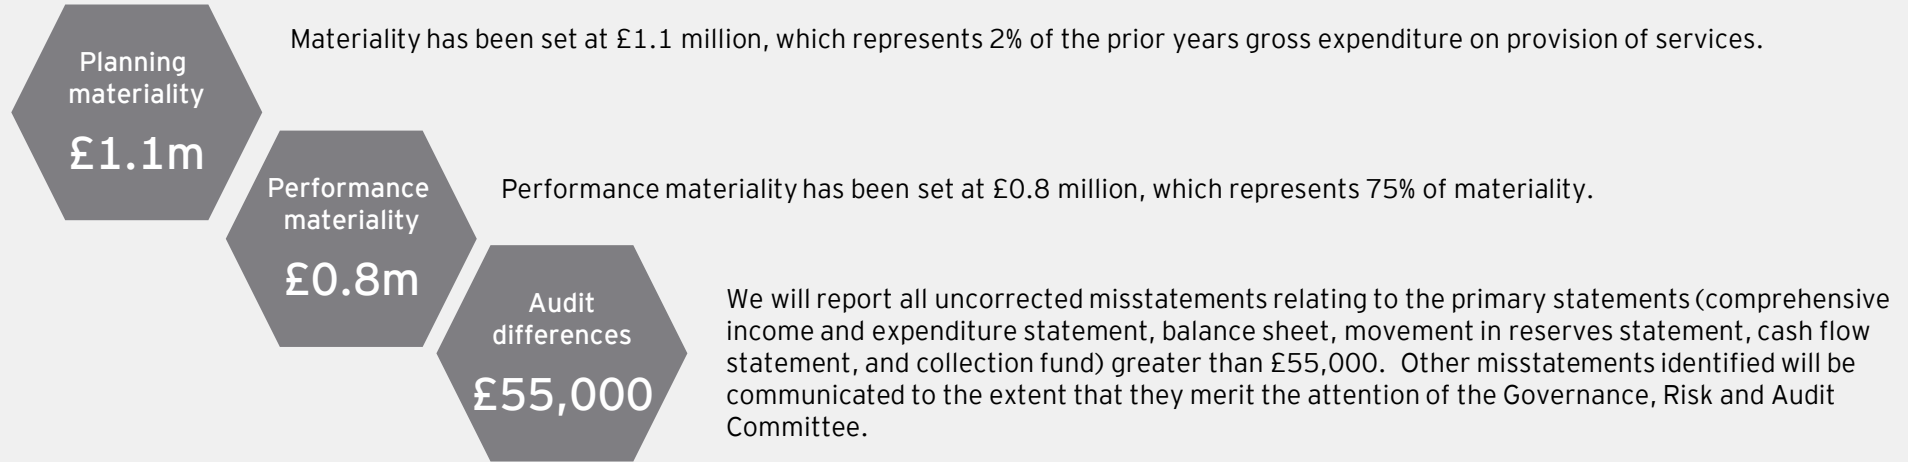 Planning
materiality
£1.1m
Materiality has been set at £1.1 million, which represents 2% of the prior years gross expenditure on provision of services.
Performance
materiality
£0.8m
Performance materiality has been set at £0.8 million, which represents 75% of materiality.
Audit
differences
£55,000
We will report all uncorrected misstatements relating to the primary statements (comprehensive
income and expenditure statement, balance sheet, movement in reserves statement, cash flow
statement, and collection fund) greater than £55,000.  Other misstatements identified will be
communicated to the extent that they merit the attention of the Governance, Risk and Audit
Committee.